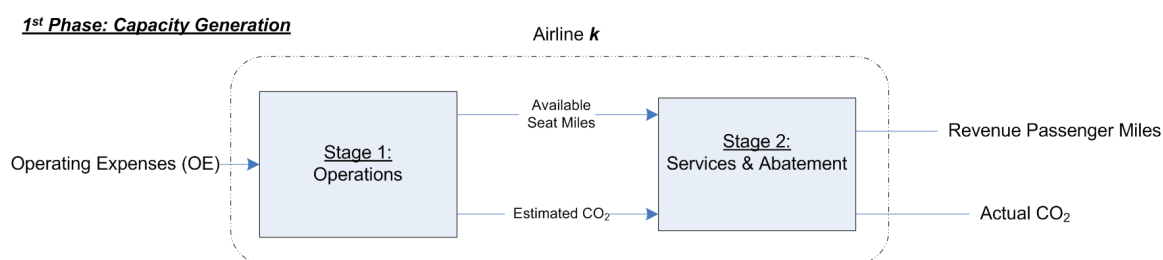 1st Phase: Capacity Generation
Airline k
Available
Seat Miles
Stage 1:
Operations
Stage 2:
Services & Abatement
Revenue Passenger Miles
Operating Expenses (OE)
Estimated CO₂
Actual CO₂